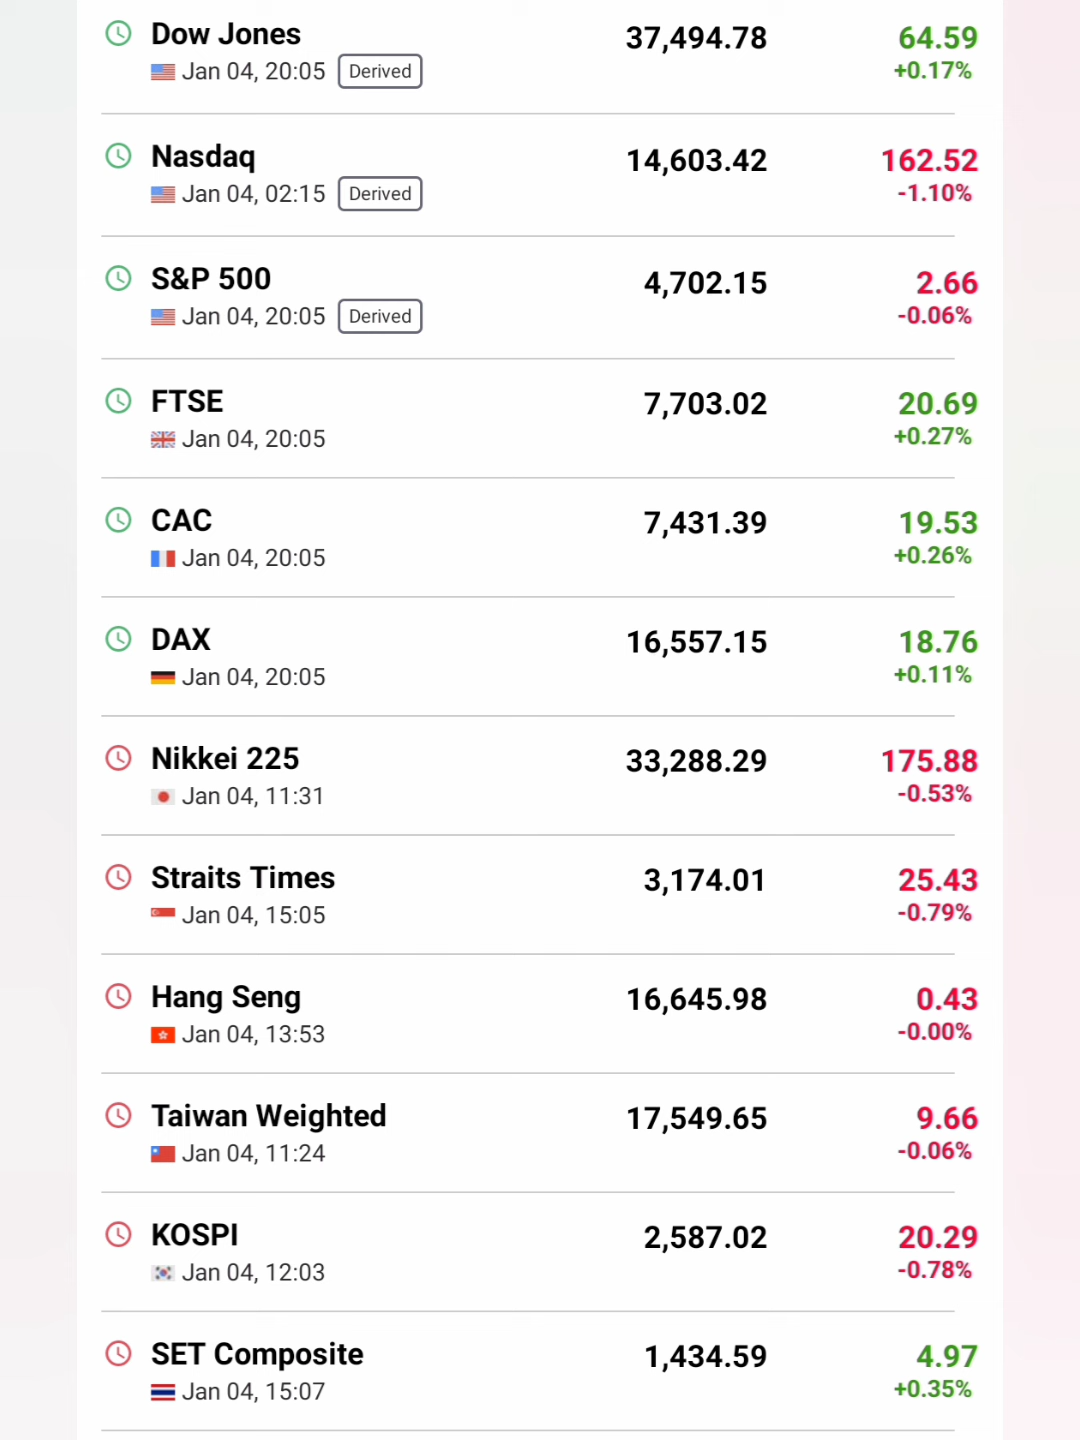 Dow Jones 37,494.78 64.59
Jan 04, 20:05 Derived +0.17%
Nasdaq 14,603.42 162.52
Jan 04, 02:15 Derived -1.10%
S&P 500 4,702.15 2.66
Jan 04, 20:05 Derived -0.06%
FTSE 7,703.02 20.69
Jan 04, 20:05 +0.27%
CAC 7,431.39 19.53
Jan 04, 20:05 +0.26%
DAX 16,557.15 18.76
Jan 04, 20:05 +0.11%
Nikkei 225 33,288.29 175.88
Jan 04, 11:31 -0.53%
Straits Times 3,174.01 25.43
Jan 04, 15:05 -0.79%
Hang Seng 16,645.98 0.43
Jan 04, 13:53 -0.00%
Taiwan Weighted 17,549.65 9.66
Jan 04, 11:24 -0.06%
KOSPI 2,587.02 20.29
Jan 04, 12:03 -0.78%
SET Composite 1,434.59 4.97
Jan 04, 15:07 +0.35%